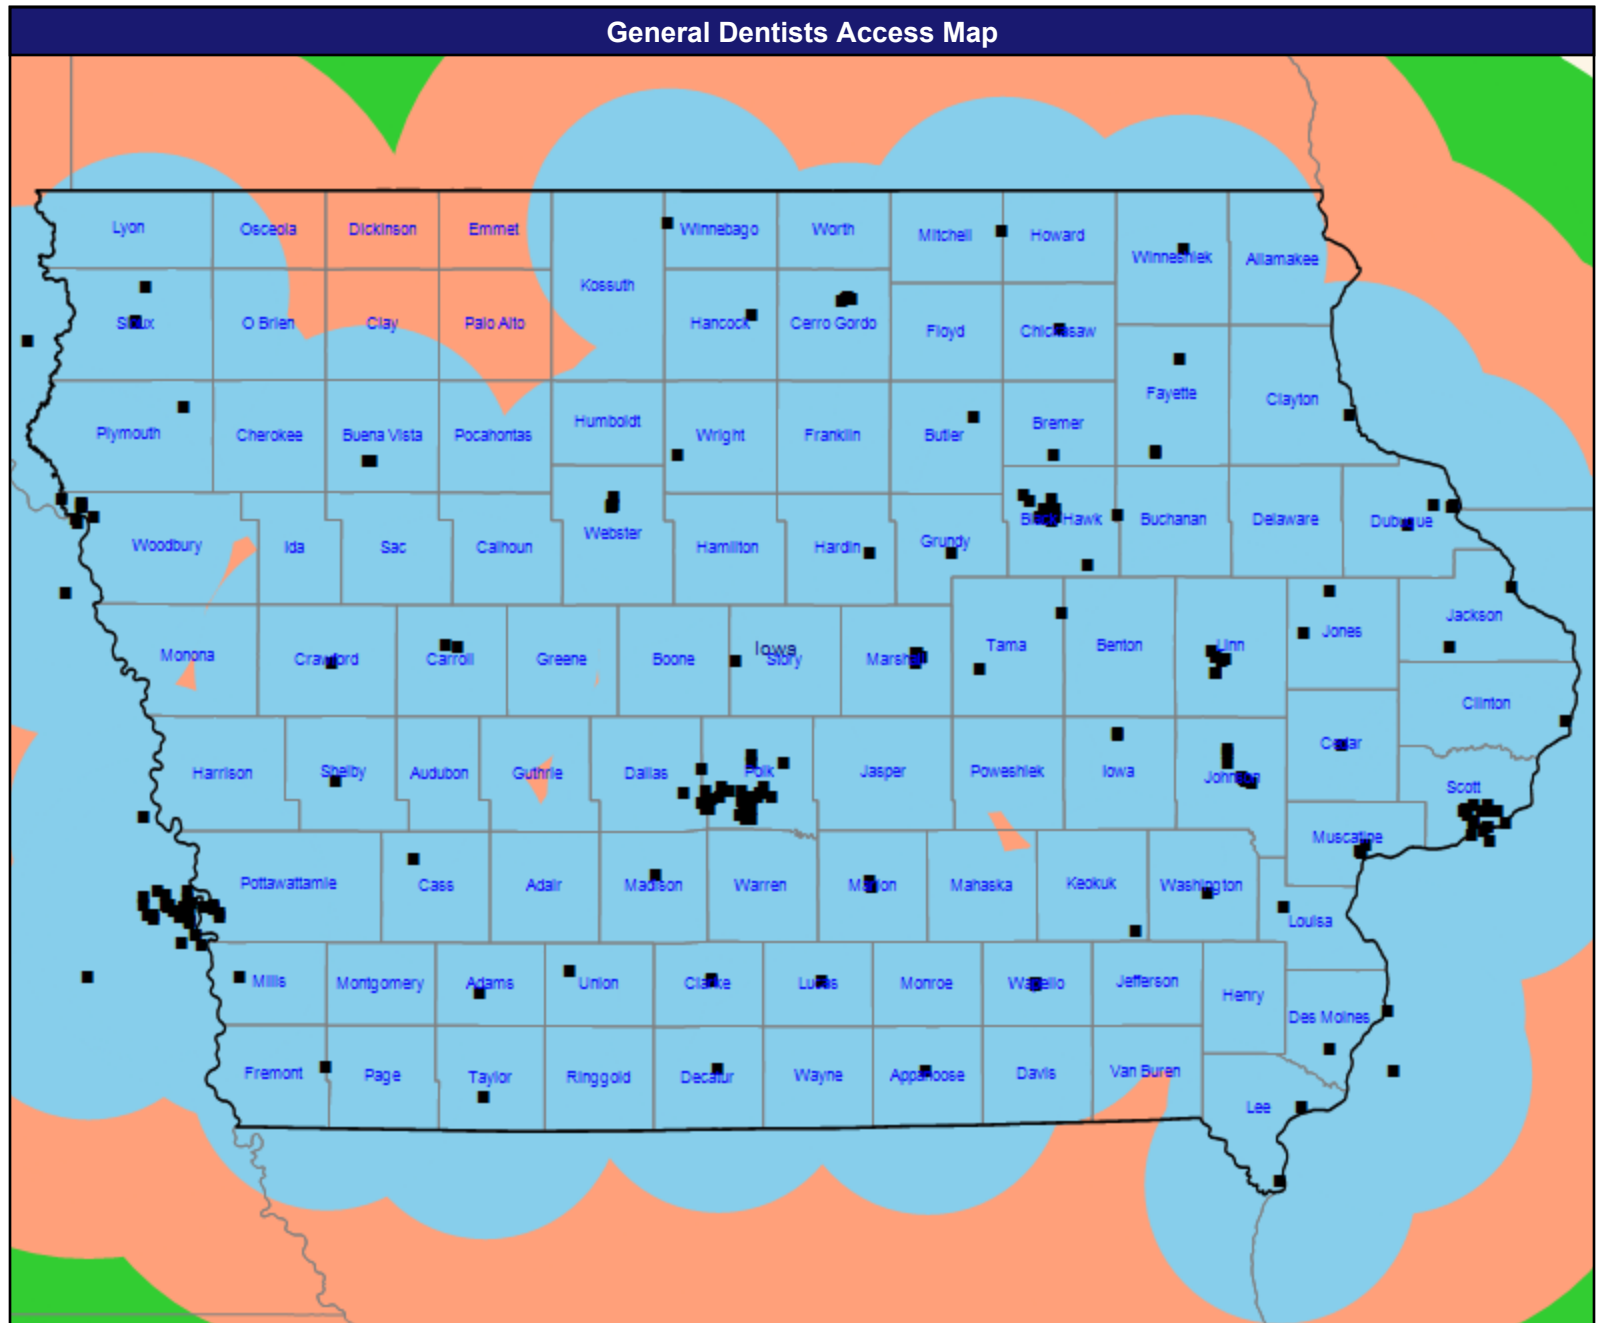 General Dentists Access Map
Lyon
Osceola
Dickinson
Emmet
Kossuth
Winnebago
Worth
Mitchell
Howard
Winneshiek
Allamakee
Sioux
O Brien
Clay
Palo Alto
Hancock
Cerro Gordo
Floyd
Chickasaw
Fayette
Clayton
Plymouth
Cherokee
Buena Vista
Pocahontas
Humboldt
Wright
Franklin
Butler
Bremer
Woodbury
Ida
Sac
Calhoun
Webster
Hamilton
Hardin
Grundy
Black Hawk
Buchanan
Delaware
Dubuque
Monona
Crawford
Carroll
Greene
Boone
Iowa
Story
Marshall
Tama
Benton
Linn
Jones
Jackson
Clinton
Harrison
Shelby
Audubon
Guthrie
Dallas
Polk
Jasper
Poweshiek
Iowa
Johnson
Cedar
Scott
Muscatine
Pottawattamie
Cass
Adair
Madison
Warren
Marion
Mahaska
Keokuk
Washington
Louisa
Mills
Montgomery
Adams
Union
Clarke
Lucas
Monroe
Wapello
Jefferson
Henry
Des Moines
Fremont
Page
Taylor
Ringgold
Decatur
Wayne
Appanoose
Davis
Van Buren
Lee